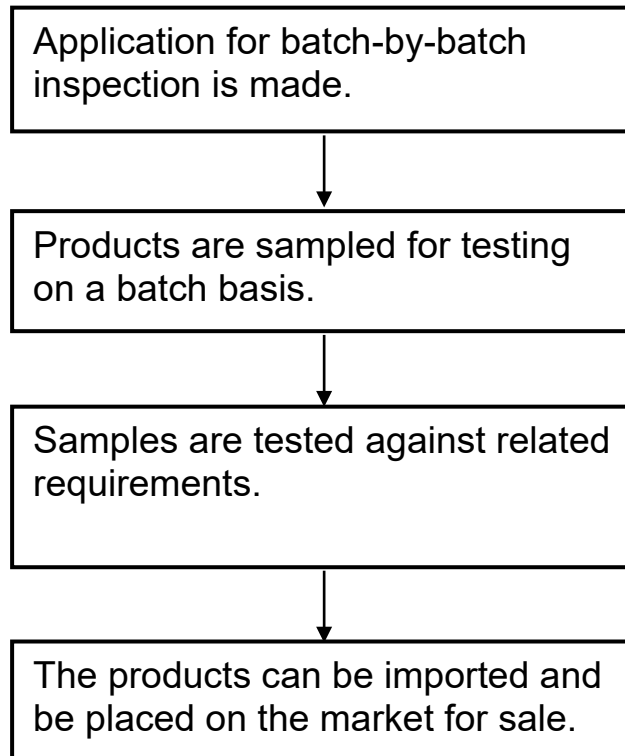 Application for batch-by-batch
inspection is made.
Products are sampled for testing
on a batch basis.
Samples are tested against related
requirements.
The products can be imported and
be placed on the market for sale.